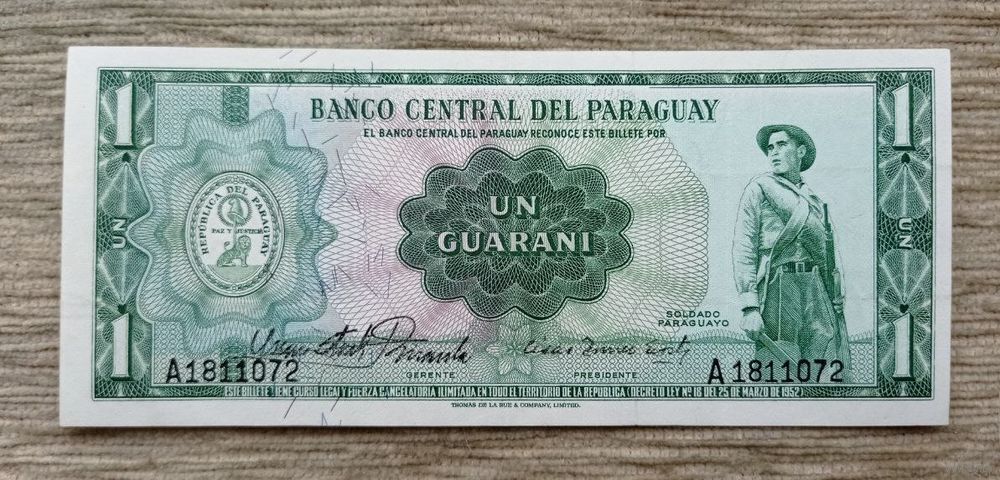 1
1
BANCO CENTRAL DEL PARAGUAY
EL BANCO CENTRAL DEL PARAGUAY RECONOCE ESTE BILLETE POR
REPUBLICA DEL PARAGUAY
PAZ Y JUSTICIA
UN
UN
GUARANI
UN
SOLDADO
PARAGUAYO
1
1
GERENTE
PRESIDENTE
A1811072
A1811072
ESTE BILLETE TIENE CURSO LEGAL Y FUERZA CANCELATORIA ILIMITADA EN TODO EL TERRITORIO DE LA REPUBLICA (DECRETO LEY Nº 18 DEL 25 DE MARZO DE 1952)
THOMAS DE LA RUE & COMPANY, LIMITED.